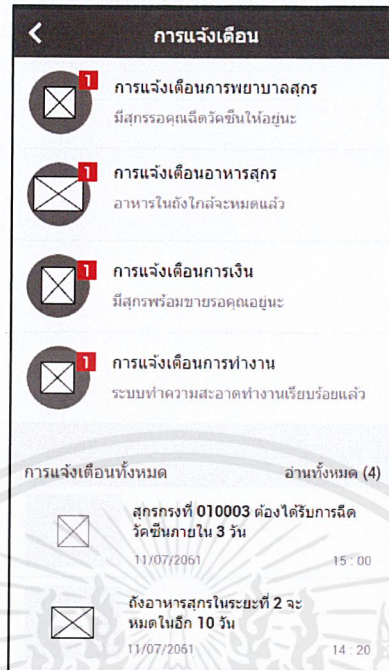 การแจ้งเตือน
1
การแจ้งเตือนการพยาบาลสุกร
มีสุกรรอคุณฉีดวัคซีนให้อยู่นะ
1
การแจ้งเตือนอาหารสุกร
อาหารในถังใกล้จะหมดแล้ว
1
การแจ้งเตือนการเงิน
มีสุกรพร้อมขายรอคุณอยู่นะ
1
การแจ้งเตือนการทำงาน
ระบบทำความสะอาดทำงานเรียบร้อยแล้ว
การแจ้งเตือนทั้งหมด อ่านทั้งหมด (4)
สุกรกรงที่ 010003 ต้องได้รับการฉีด
วัคซีนภายใน 3 วัน
11/07/2061 15 : 00
ถังอาหารสุกรในระยะที่ 2 จะ
หมดในอีก 10 วัน
11/07/2061 14 : 20